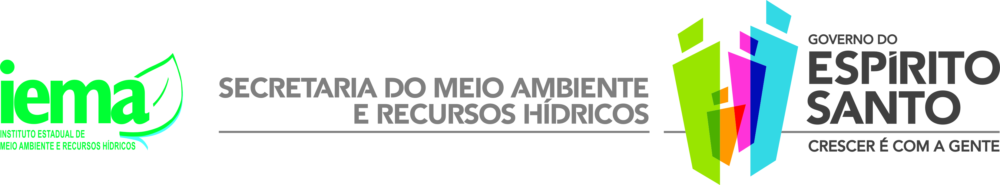 iema
INSTITUTO ESTADUAL DE
MEIO AMBIENTE E RECURSOS HÍDRICOS
SECRETARIA DO MEIO AMBIENTE
E RECURSOS HÍDRICOS
GOVERNO DO
ESPÍRITO
SANTO
CRESCER É COM A GENTE